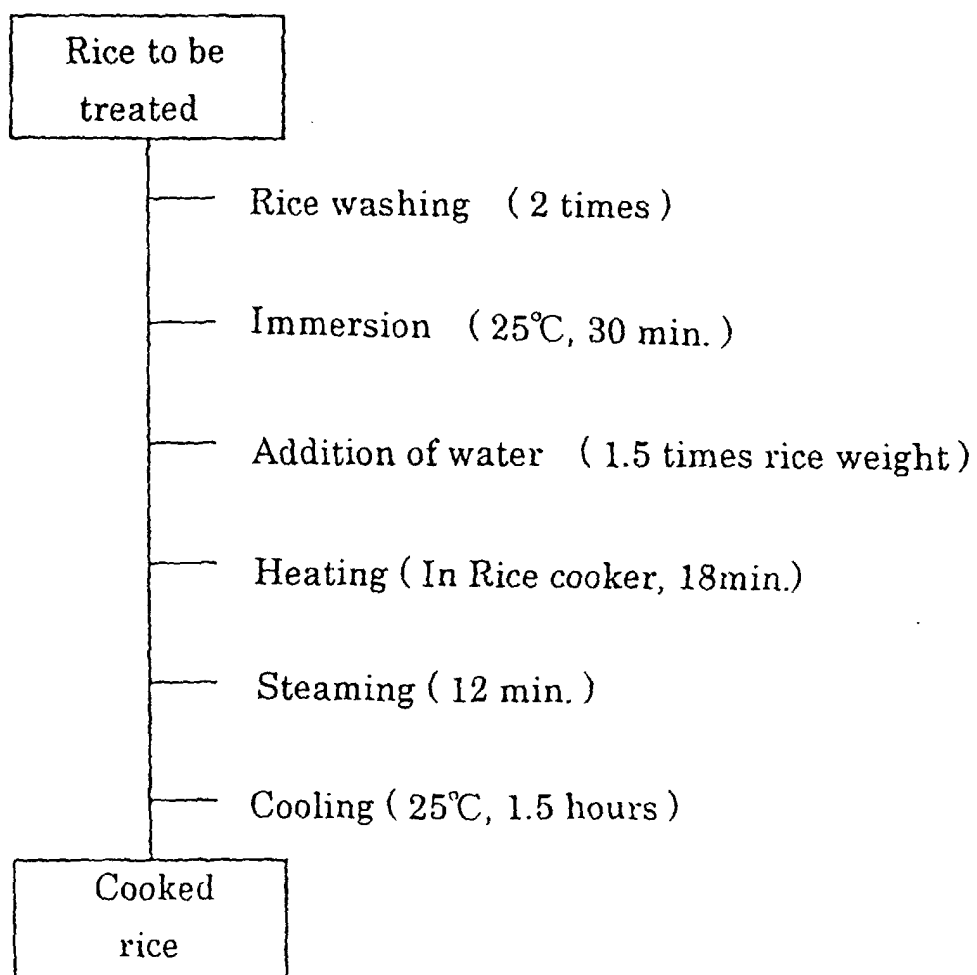 Rice to be
treated
Rice washing ( 2 times )
Immersion ( 25℃, 30 min. )
Addition of water ( 1.5 times rice weight )
Heating ( In Rice cooker, 18min.)
Steaming ( 12 min. )
Cooling ( 25℃, 1.5 hours )
Cooked
rice